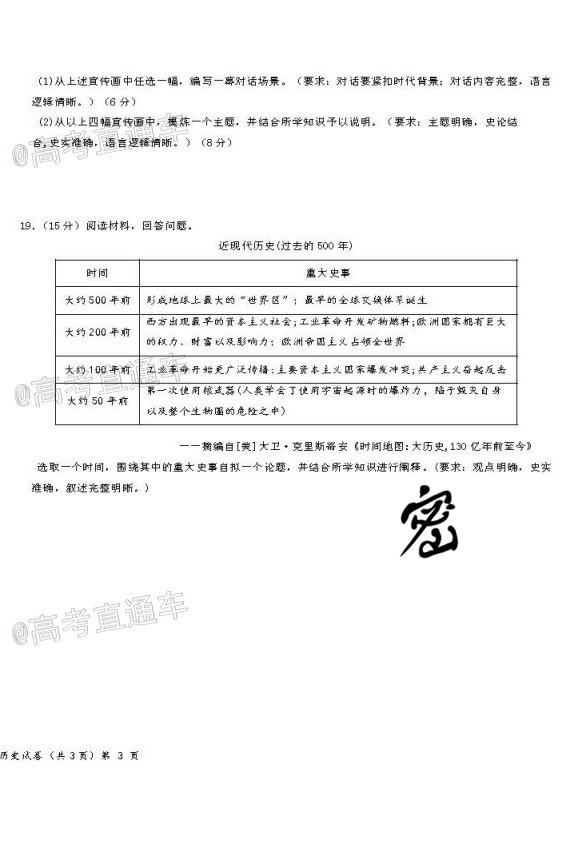 (1)从上述宣传画中任选一幅，编写一幕对话场景。（要求：对话要紧扣时代背景；对话内容完整，语言
逻辑清晰。）（6分）
(2)从以上四幅宣传画中，提炼一个主题，并结合所学知识予以说明。（要求：主题明确，史论结
合,史实准确，语言逻辑清晰。）（8分）
@高考直通车
19.（15分）阅读材料，回答问题。
近现代历史(过去的500年)
时间 重大史事
大约500年前 形成地球上最大的“世界区”；最早的全球交换体系诞生
大约200年前 西方出现最早的资本主义社会;工业革命开发矿物燃料;欧洲国家拥有巨大
的权力、财富以及影响力；欧洲帝国主义占领全世界
大约100年前 工业革命开始更广泛传播:主要资本主义国家爆发冲突;共产主义奋起反击
大约50年前 第一次使用核武器(人类学会了使用宇宙起源时的爆炸力，陷于毁灭自身
以及整个生物圈的危险之中)
@高考直通车
——摘编自[美]大卫·克里斯蒂安《时间地图:大历史,130亿年前至今》
选取一个时间，围绕其中的重大史事自拟一个论题，并结合所学知识进行阐释。(要求：观点明确，史实
准确，叙述完整明晰。)
密
@高考直通车
历史试卷（共3页）第 3 页